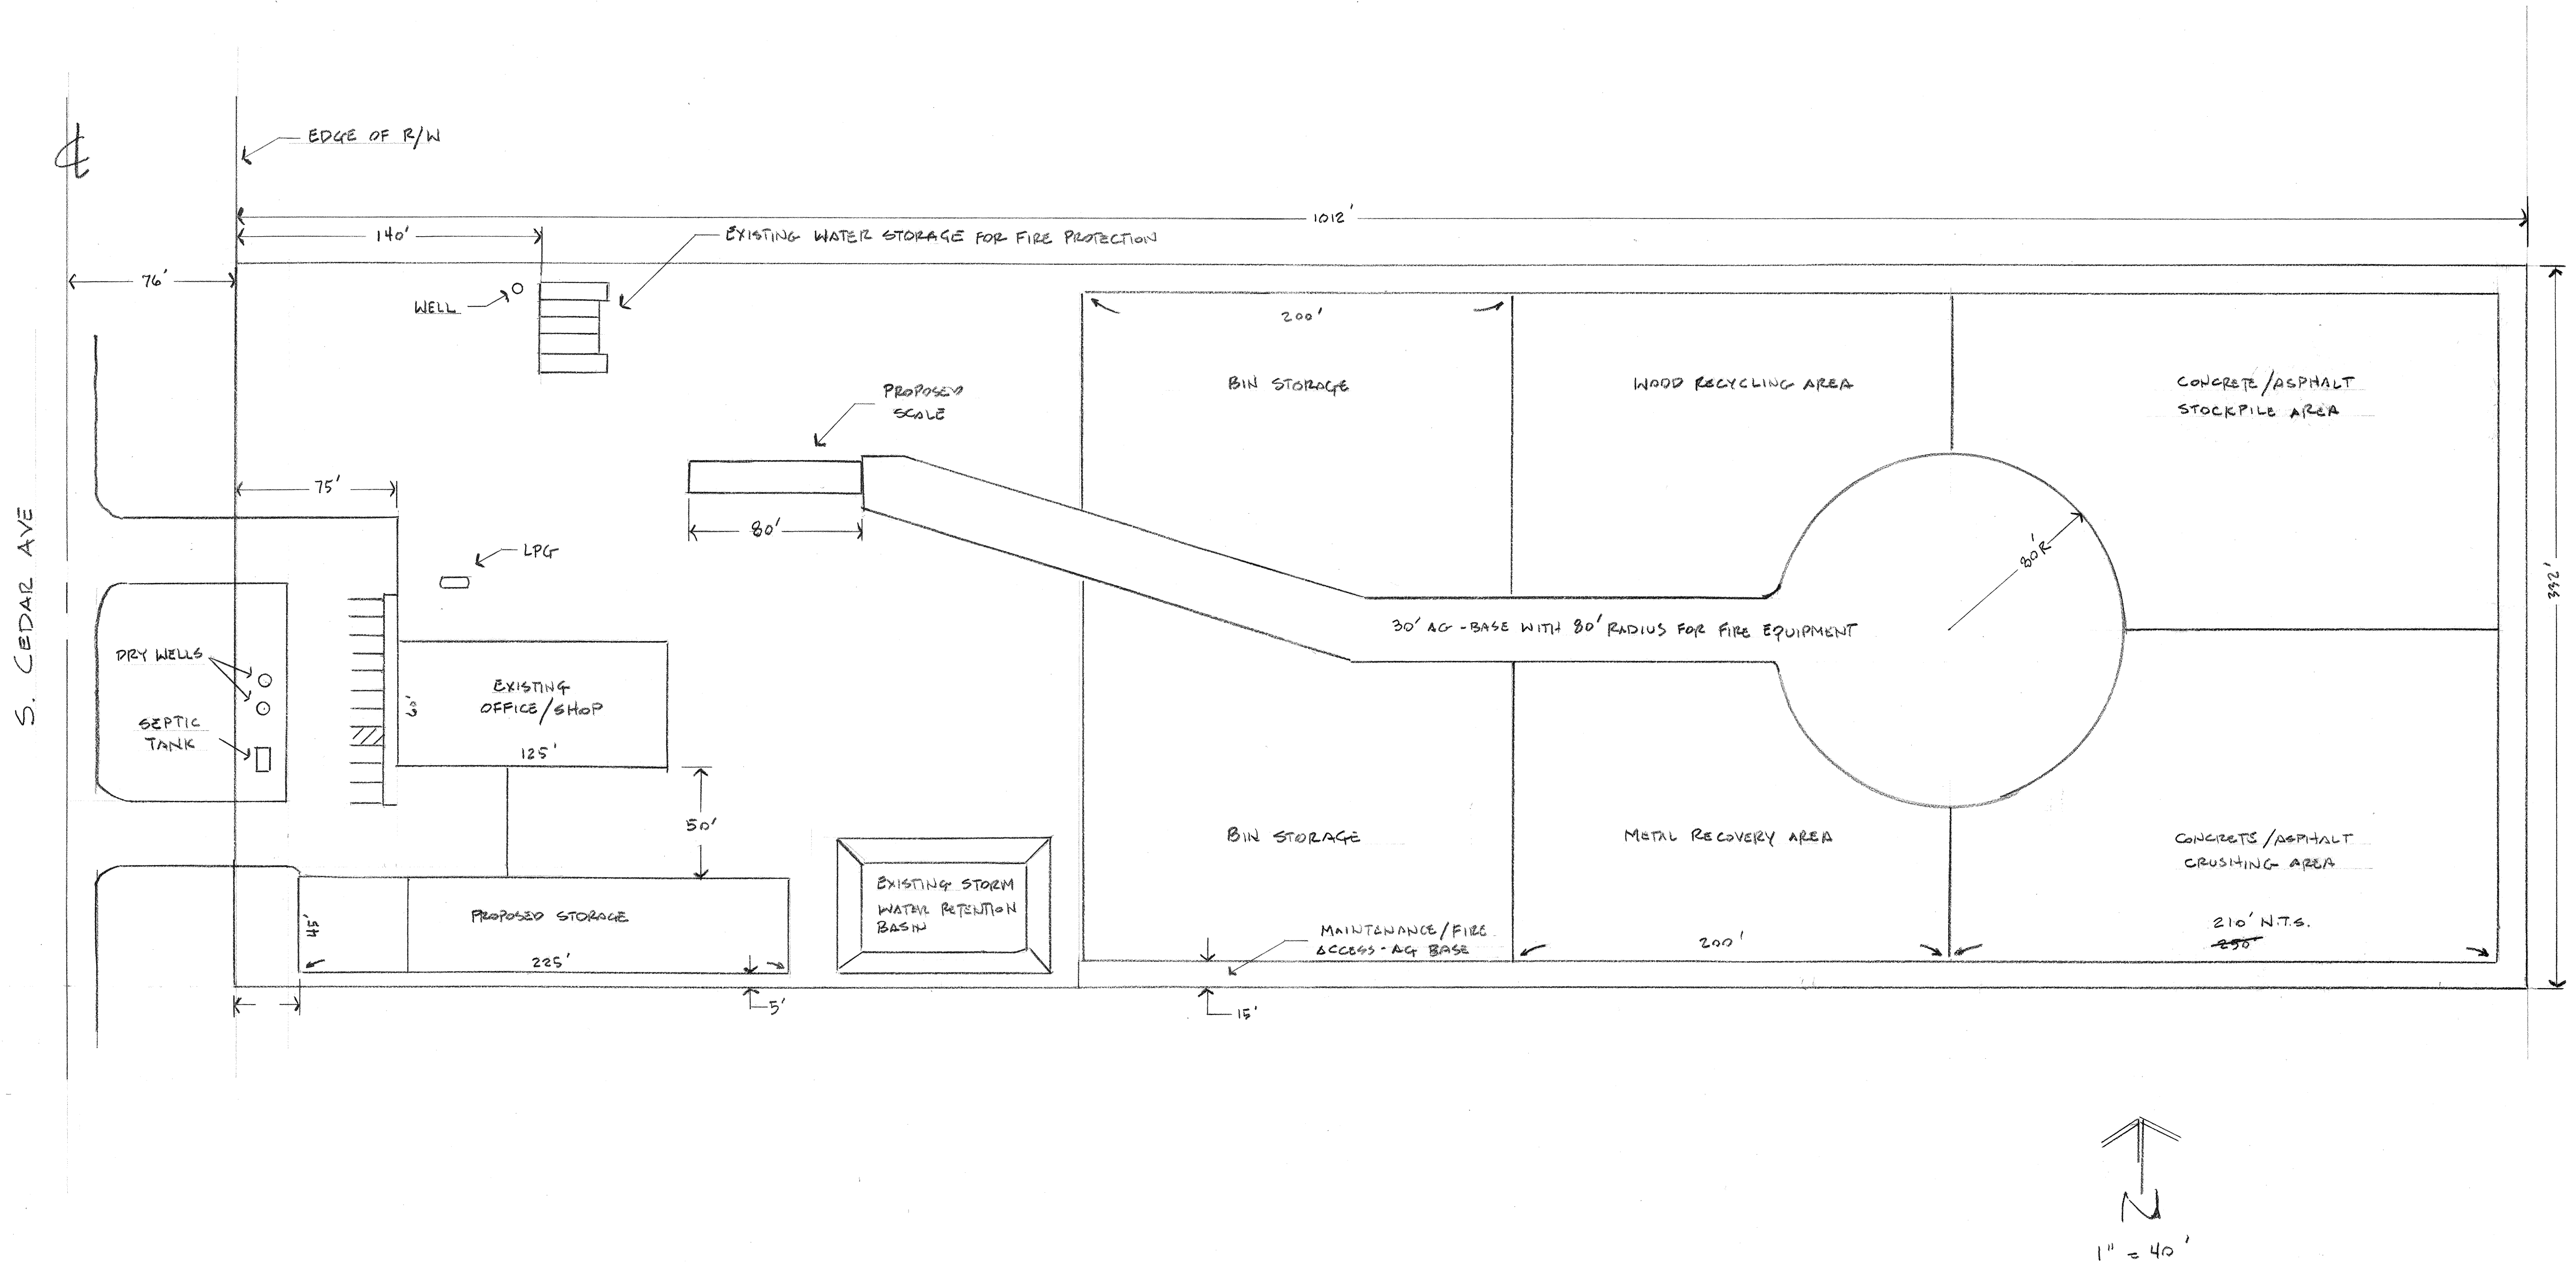 ℄
EDGE OF R/W
1012'
140'
EXISTING WATER STORAGE FOR FIRE PROTECTION
76'
WELL
200'
PROPOSED
SCALE
BIN STORAGE
WOOD RECYCLING AREA
CONCRETE/ASPHALT
STOCKPILE AREA
75'
80'
LPG
S. CEDAR AVE
80'R
332'
30' AG-BASE WITH 80' RADIUS FOR FIRE EQUIPMENT
DRY WELLS
SEPTIC
TANK
EXISTING
OFFICE/SHOP
60'
125'
50'
BIN STORAGE
METAL RECOVERY AREA
CONCRETE/ASPHALT
CRUSHING AREA
EXISTING STORM
WATER RETENTION
BASIN
PROPOSED STORAGE
45'
225'
MAINTENANCE/FIRE
ACCESS-AG BASE
200'
210' N.T.S.
250'
5'
15'
N
1" = 40'